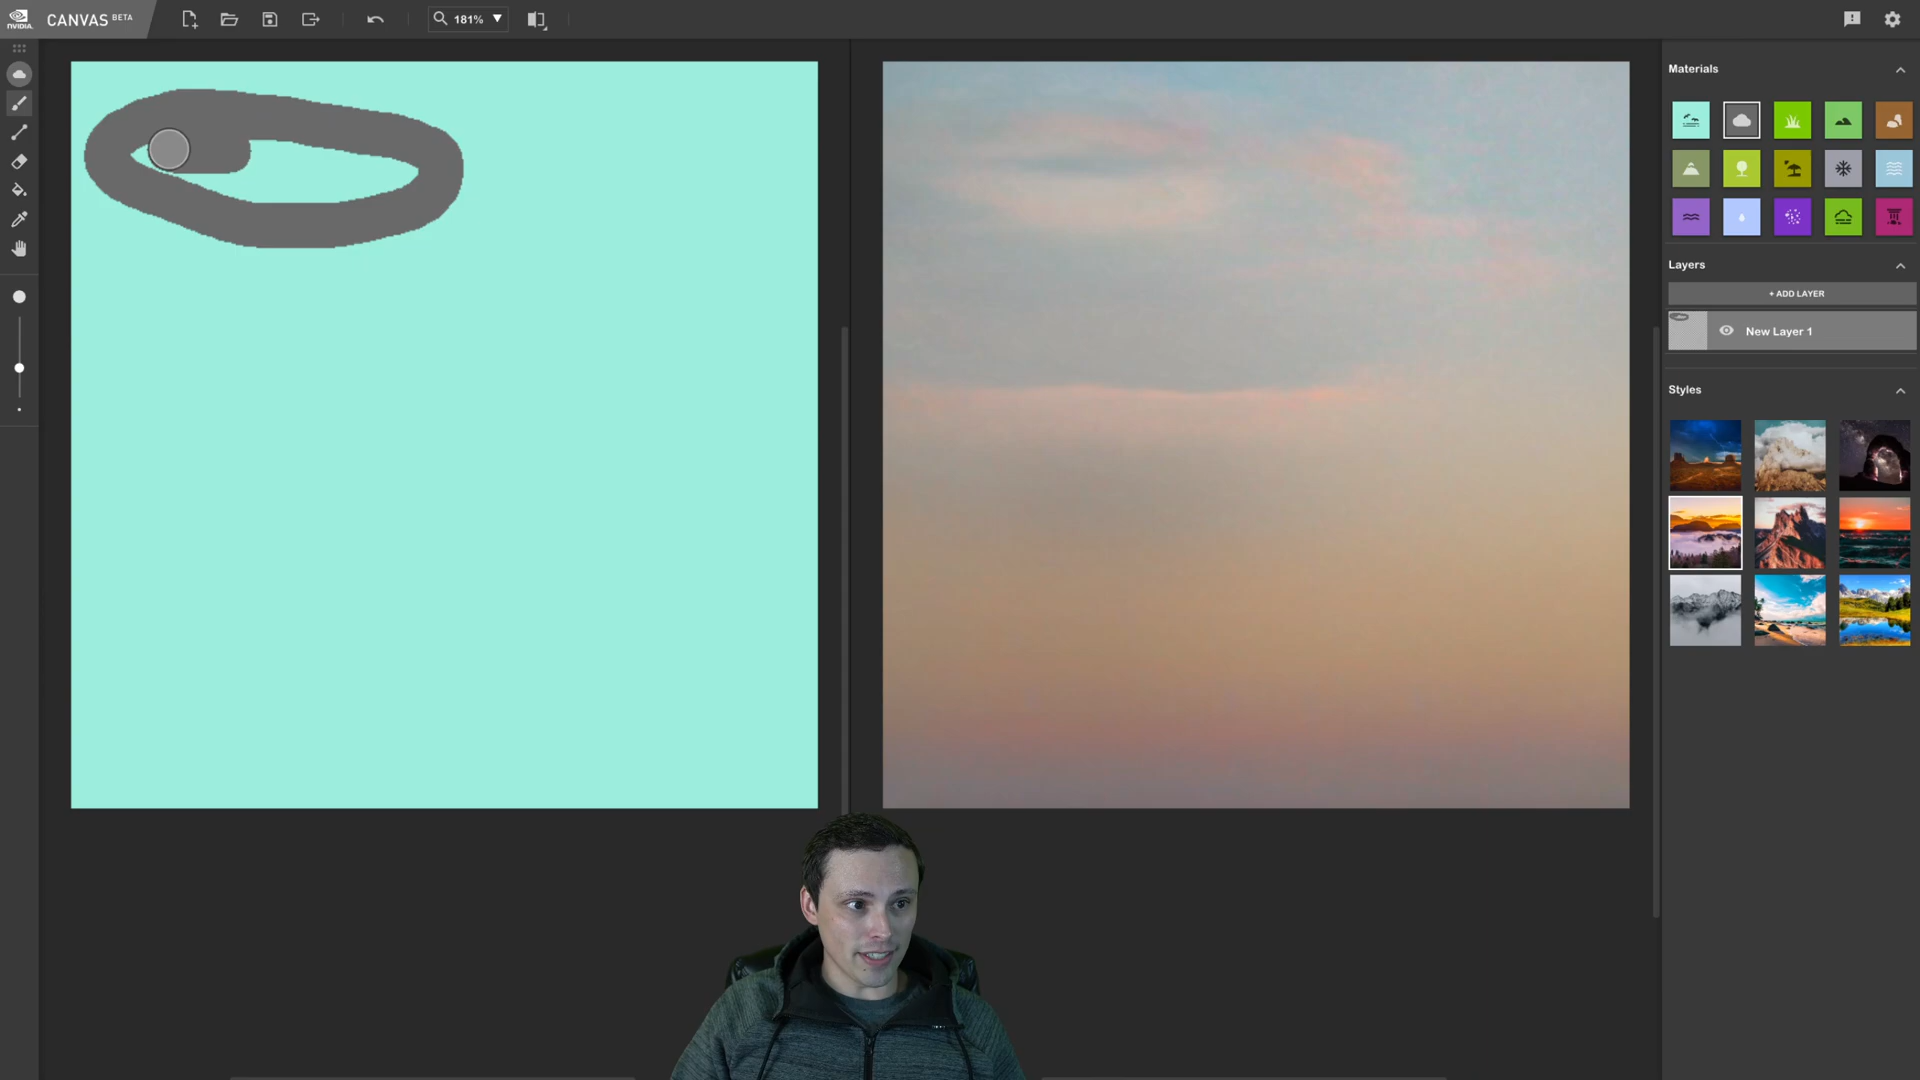 NVIDIA.
CANVAS BETA
181%
Materials
Layers
+ ADD LAYER
New Layer 1
Styles